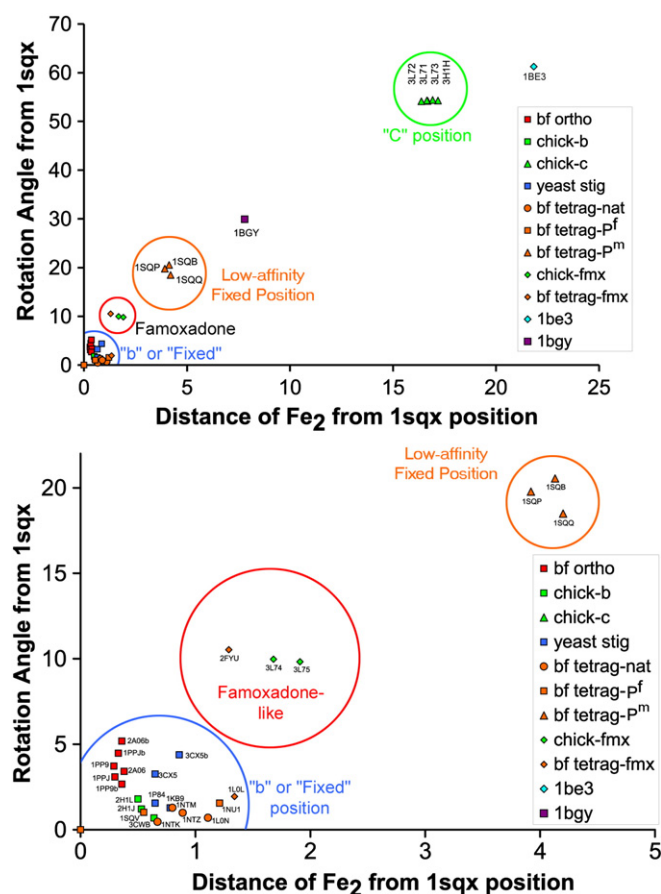 Rotation Angle from 1sqx
70
60
50
40
30
20
10
0
3L72
3L71
3L73
3H1H
1BE3
"C" position
1BGY
1SQP
1SQB
1SQQ
Low-affinity
Fixed Position
Famoxadone
"b" or "Fixed"
bf ortho
chick-b
chick-c
yeast stig
bf tetrag-nat
bf tetrag-Pf
bf tetrag-Pm
chick-fmx
bf tetrag-fmx
1be3
1bgy
0 5 10 15 20 25
Distance of Fe2 from 1sqx position
Rotation Angle from 1sqx
20
15
10
5
0
Low-affinity
Fixed Position
1SQP
1SQB
1SQQ
2FYU
3L74
3L75
Famoxadone-
like
2A06b
1PPJb
1PP9
2A06
1PPJ
1PP9b
3CX5b
3CX5
"b" or "Fixed"
position
2H1L
1P84
1KB9
1L0L
2H1J
1NTM
1NU1
1SQV
1NTZ
1L0N
3CWB
1NTK
bf ortho
chick-b
chick-c
yeast stig
bf tetrag-nat
bf tetrag-Pf
bf tetrag-Pm
chick-fmx
bf tetrag-fmx
1be3
1bgy
0 1 2 3 4 5
Distance of Fe2 from 1sqx position